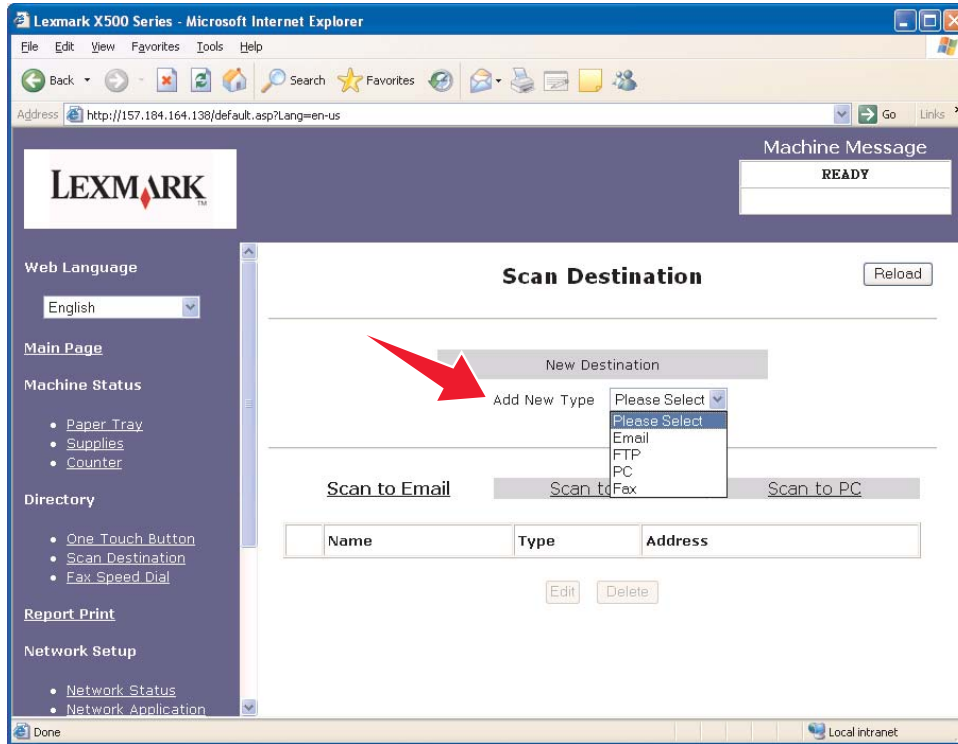 Lexmark X500 Series - Microsoft Internet Explorer
File Edit View Favorites Tools Help
Back Search Favorites
Address http://157.184.164.138/default.asp?Lang=en-us Go Links
LEXMARK TM
Machine Message
READY
Web Language
English
Main Page
Machine Status
Paper Tray
Supplies
Counter
Directory
One Touch Button
Scan Destination
Fax Speed Dial
Report Print
Network Setup
Network Status
Network Application
Scan Destination Reload
New Destination
Add New Type Please Select
Please Select
Email
FTP
PC
Fax
Scan to Email Scan to Scan to PC
Name Type Address
Edit Delete
Done Local intranet